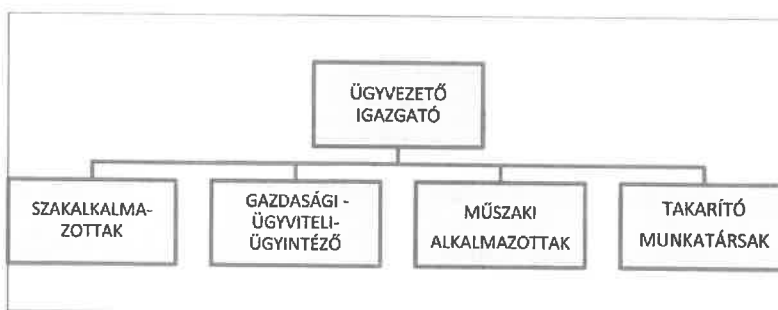 ÜGYVEZETŐ
IGAZGATÓ
SZAKALKALMA-
ZOTTAK
GAZDASÁGI -
ÜGYVITELI-
ÜGYINTÉZŐ
MŰSZAKI
ALKALMAZOTTAK
TAKARÍTÓ
MUNKATÁRSAK